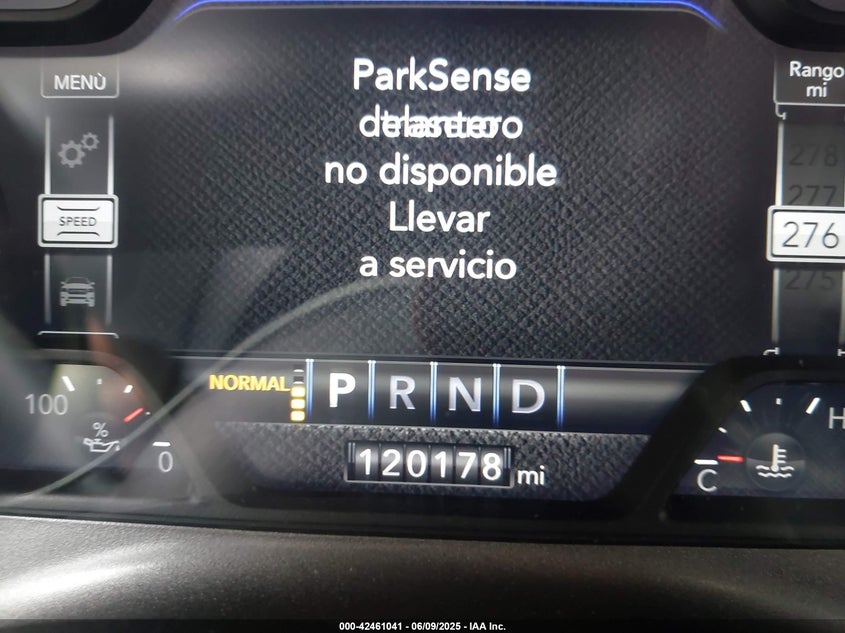 MENÙ
ParkSense
delantero
no disponible
Llevar
a servicio
Rango
mi
278
277
276
275
SPEED
NORMAL
P R N D
100
%
0
120178 mi
C
H
000-42461041 - 06/09/2025 - IAA Inc.